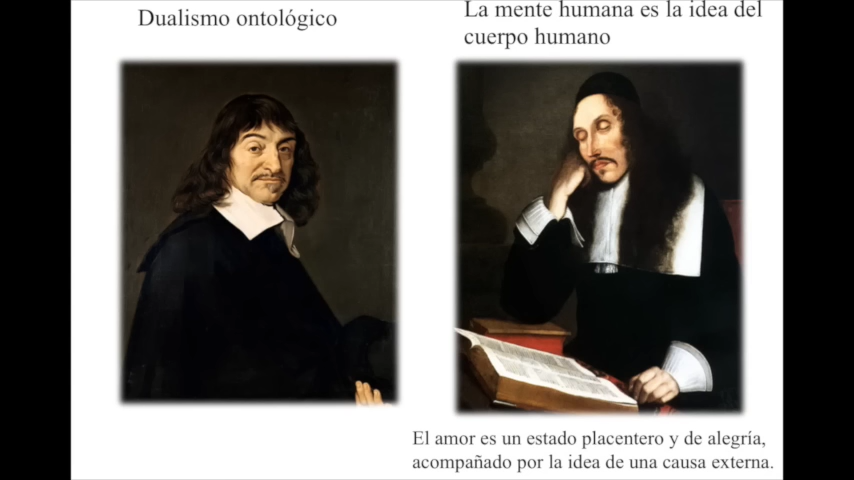 Dualismo ontológico
La mente humana es la idea del
cuerpo humano
El amor es un estado placentero y de alegría,
acompañado por la idea de una causa externa.